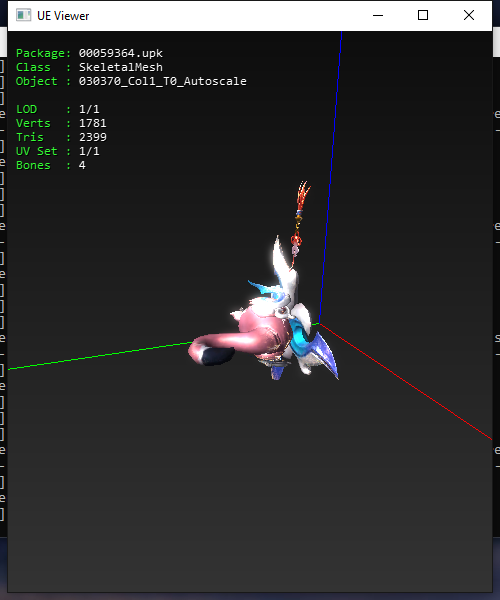 UE Viewer
Package: 00059364.upk
Class : SkeletalMesh
Object : 030370_Col1_T0_Autoscale
LOD : 1/1
Verts : 1781
Tris : 2399
UV Set : 1/1
Bones : 4